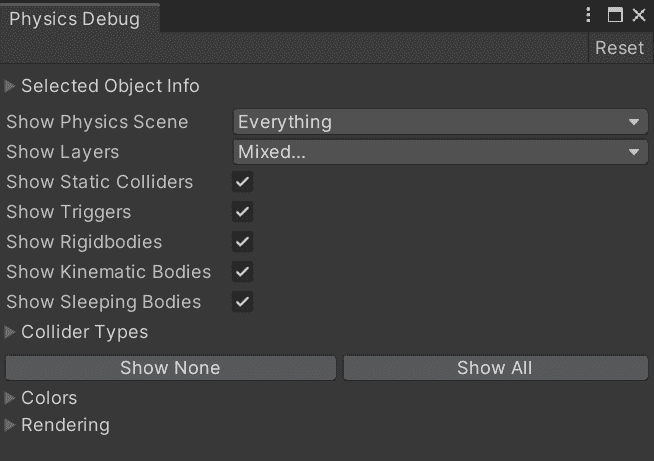 Physics Debug
Reset
Selected Object Info
Show Physics Scene Everything
Show Layers Mixed...
Show Static Colliders
Show Triggers
Show Rigidbodies
Show Kinematic Bodies
Show Sleeping Bodies
Collider Types
Show None Show All
Colors
Rendering